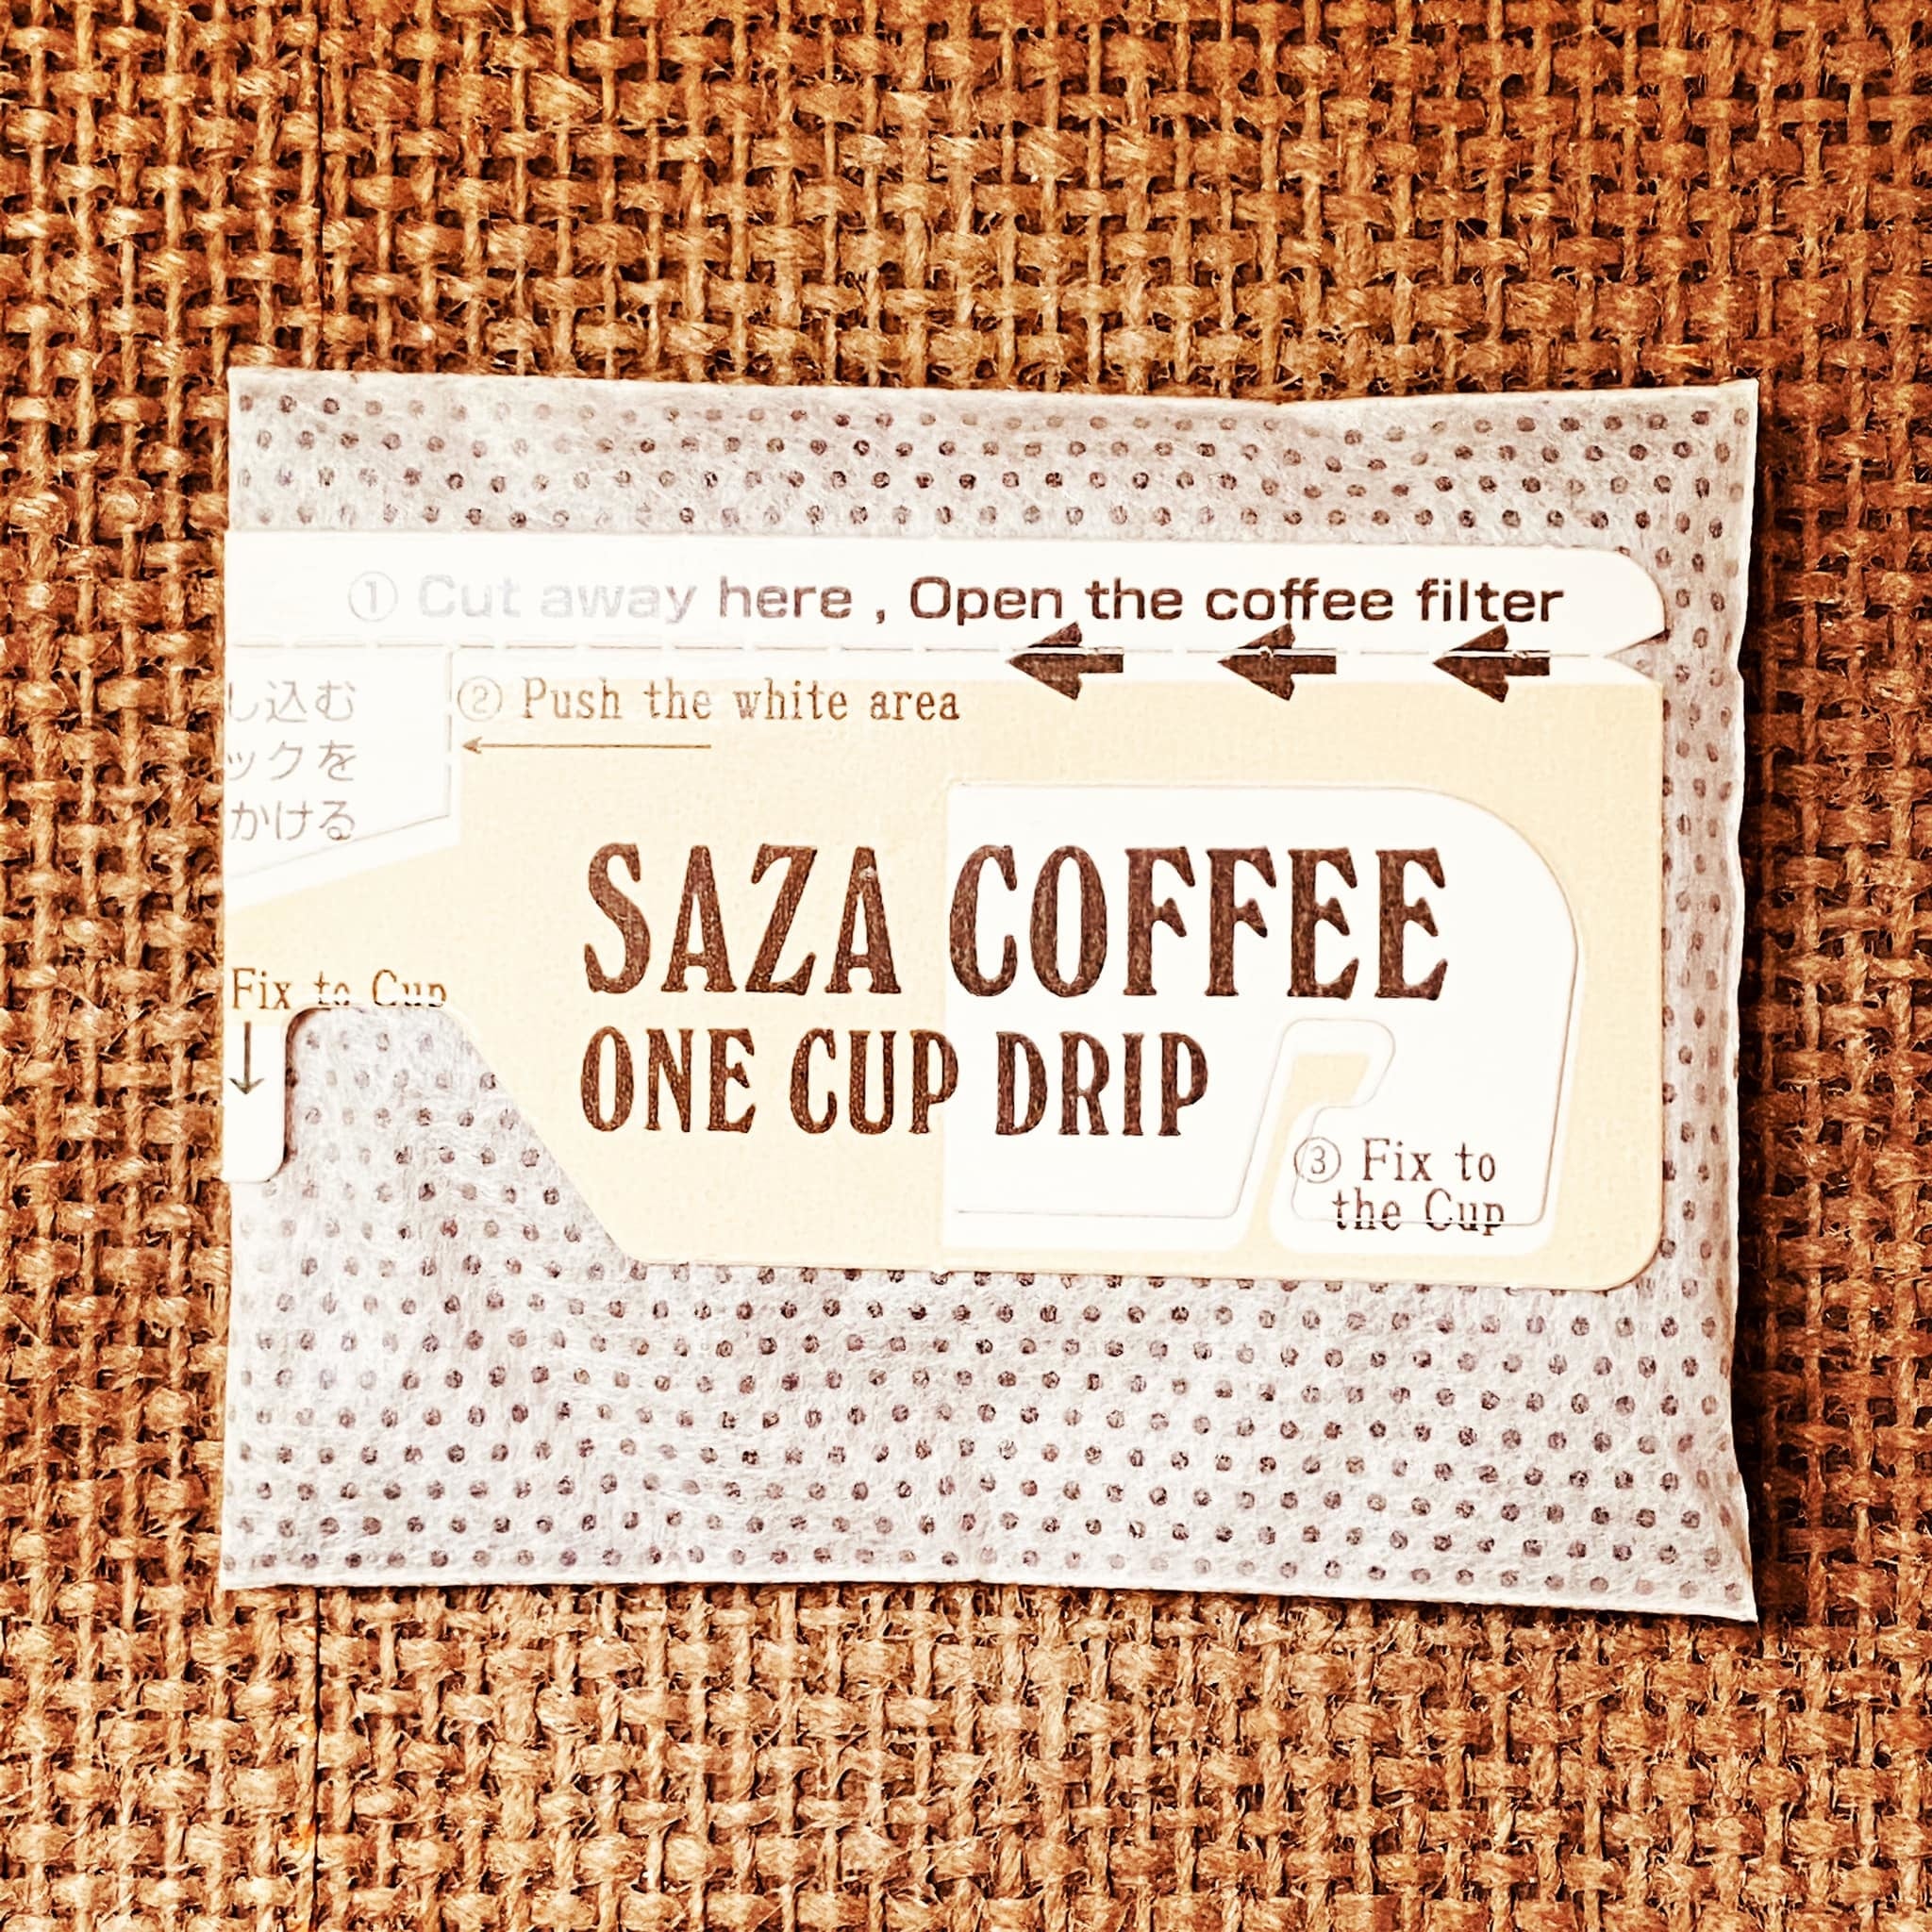 ① Cut away here , Open the coffee filter
② Push the white area
し込む
ックを
かける
SAZA COFFEE
Fix to Cup
ONE CUP DRIP
③ Fix to
the Cup